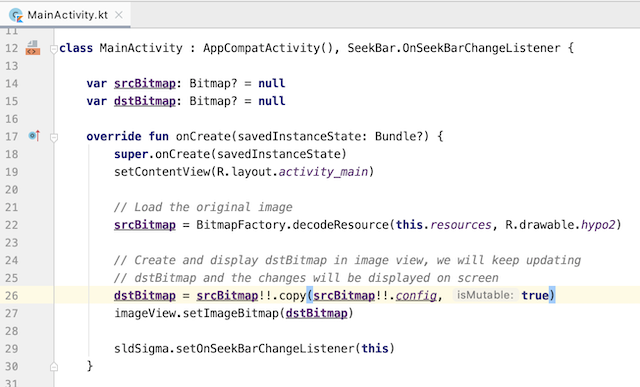 MainActivity.kt
11
12 class MainActivity : AppCompatActivity(), SeekBar.OnSeekBarChangeListener {
13
14 var srcBitmap: Bitmap? = null
15 var dstBitmap: Bitmap? = null
16
17 override fun onCreate(savedInstanceState: Bundle?) {
18 super.onCreate(savedInstanceState)
19 setContentView(R.layout.activity_main)
20
21 // Load the original image
22 srcBitmap = BitmapFactory.decodeResource(this.resources, R.drawable.hypo2)
23
24 // Create and display dstBitmap in image view, we will keep updating
25 // dstBitmap and the changes will be displayed on screen
26 dstBitmap = srcBitmap!!.copy(srcBitmap!!.config, isMutable: true)
27 imageView.setImageBitmap(dstBitmap)
28
29 sldSigma.setOnSeekBarChangeListener(this)
30 }
31